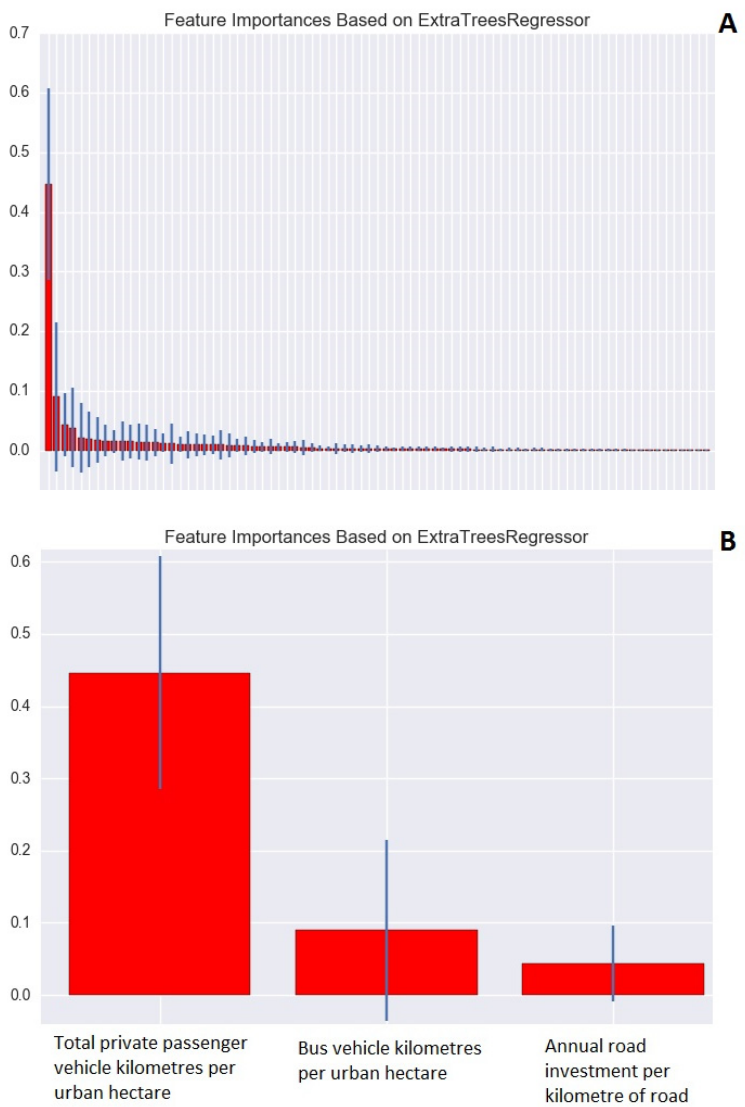 Feature Importances Based on ExtraTreesRegressor
A
0.7
0.6
0.5
0.4
0.3
0.2
0.1
0.0
Feature Importances Based on ExtraTreesRegressor
B
0.6
0.5
0.4
0.3
0.2
0.1
0.0
Total private passenger
vehicle kilometres per
urban hectare
Bus vehicle kilometres
per urban hectare
Annual road
investment per
kilometre of road